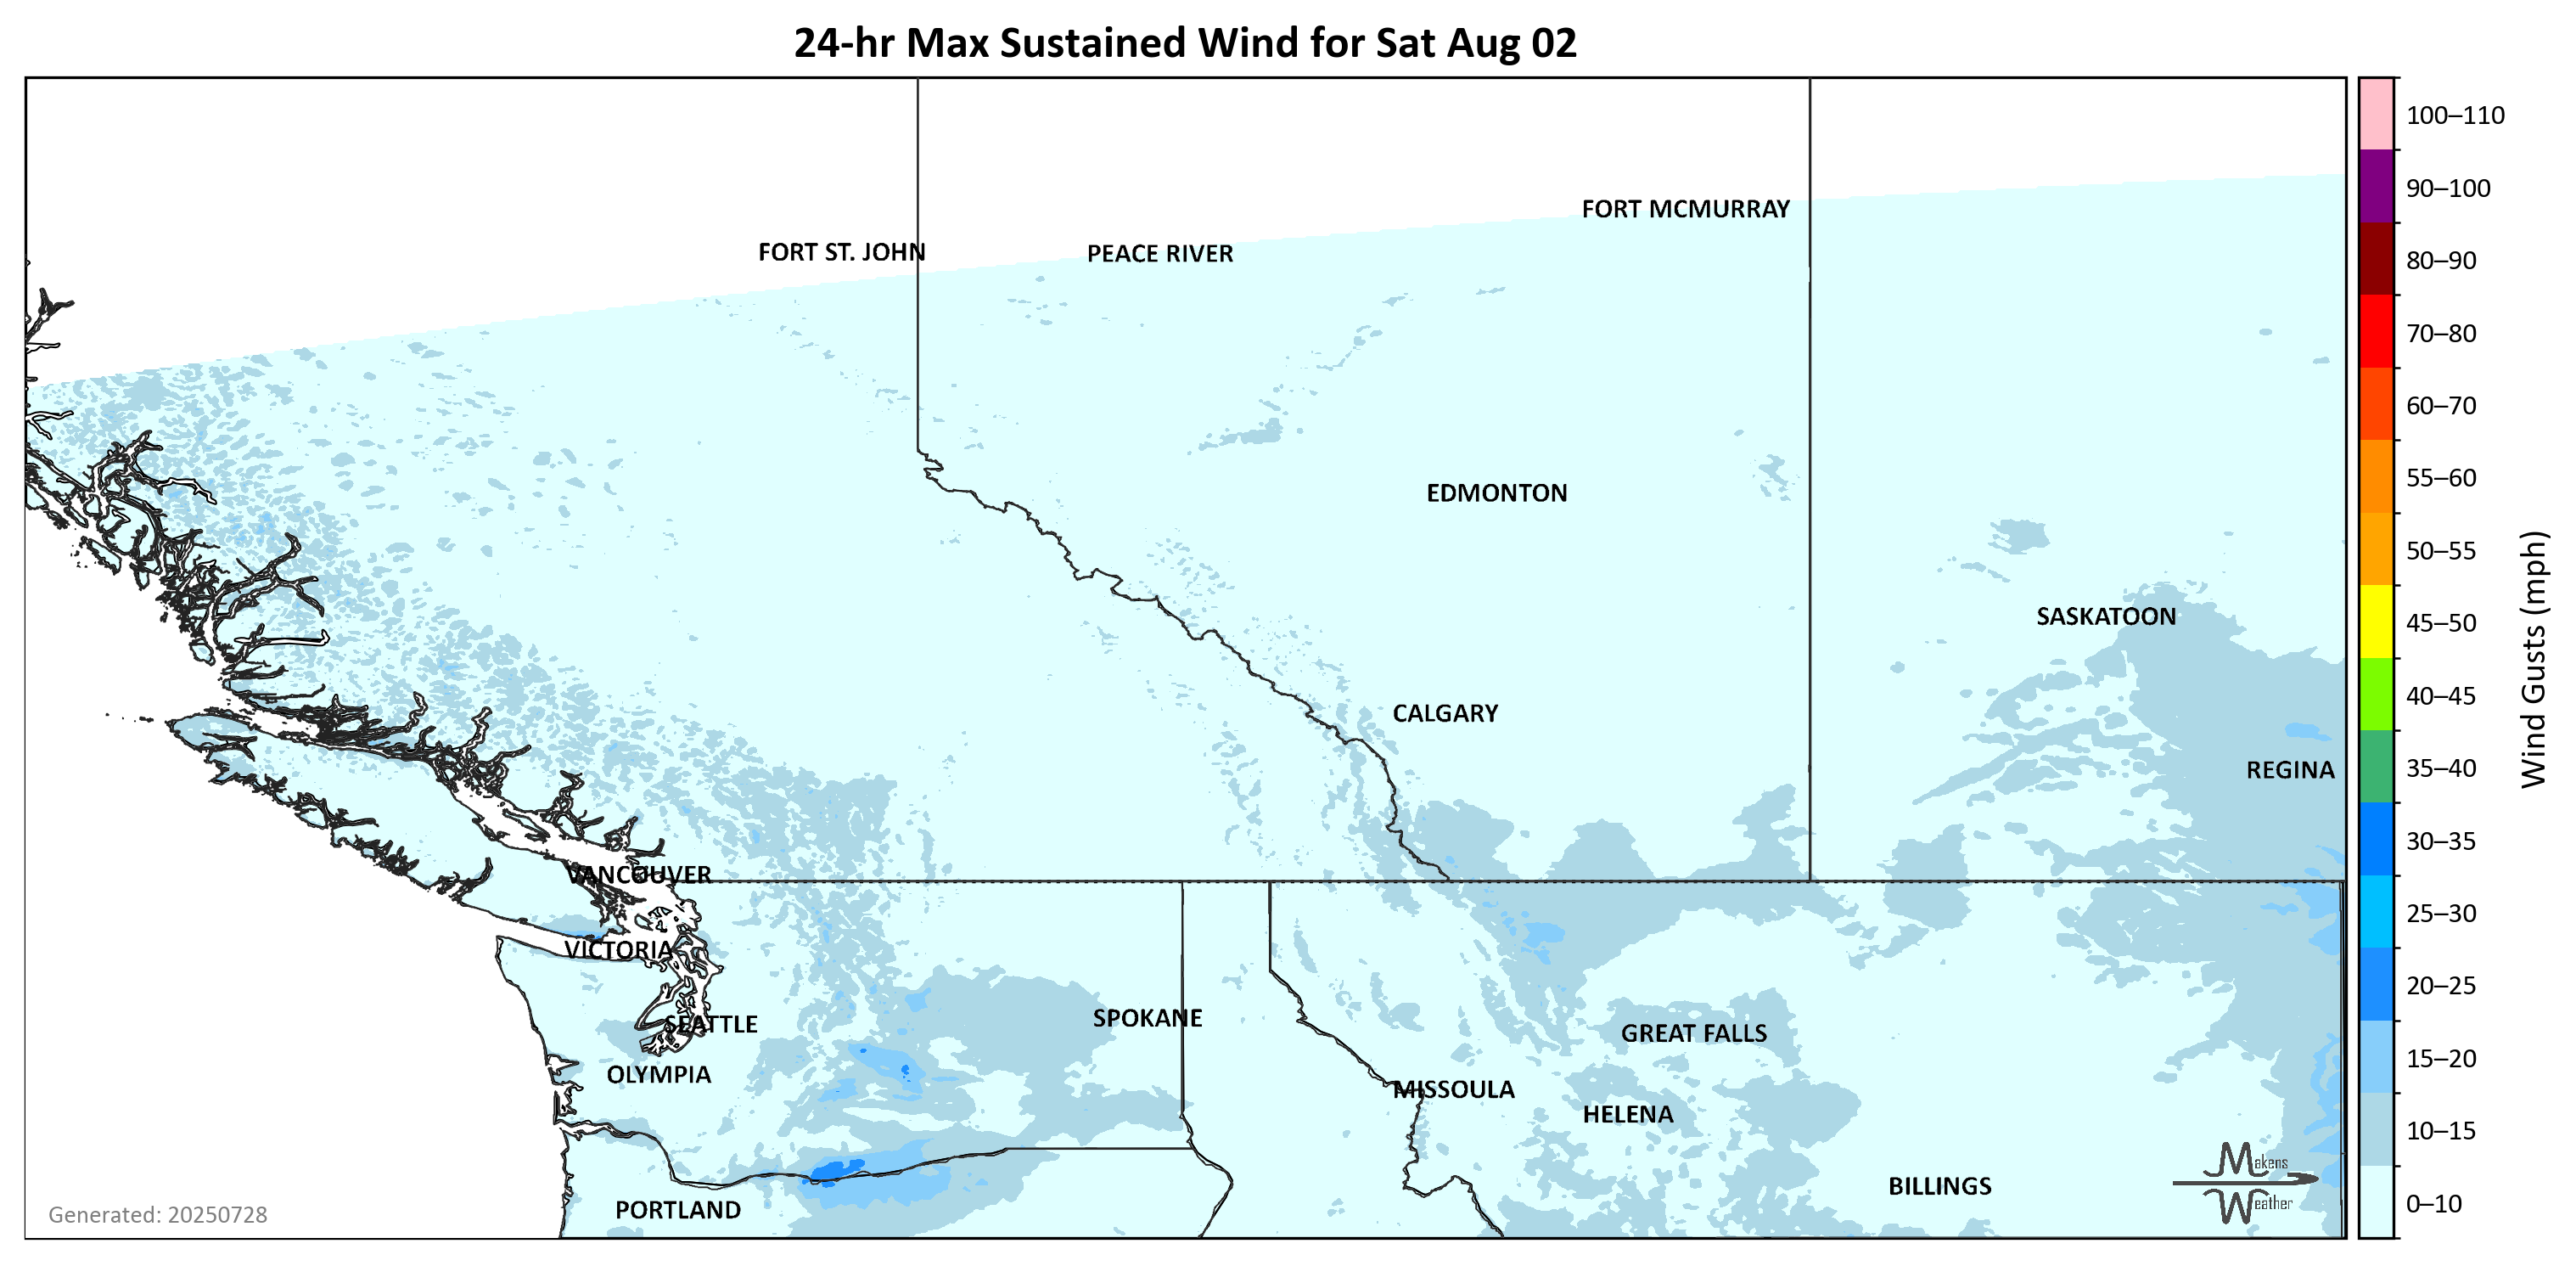 24-hr Max Sustained Wind for Sat Aug 02
100–110
90–100
80–90
70–80
60–70
55–60
50–55
45–50
40–45
35–40
30–35
25–30
20–25
15–20
10–15
0–10
Wind Gusts (mph)
FORT MCMURRAY
FORT ST. JOHN
PEACE RIVER
EDMONTON
SASKATOON
CALGARY
REGINA
VANCOUVER
VICTORIA
SEATTLE
SPOKANE
GREAT FALLS
OLYMPIA
MISSOULA
HELENA
BILLINGS
PORTLAND
Makens
Weather
Generated: 20250728